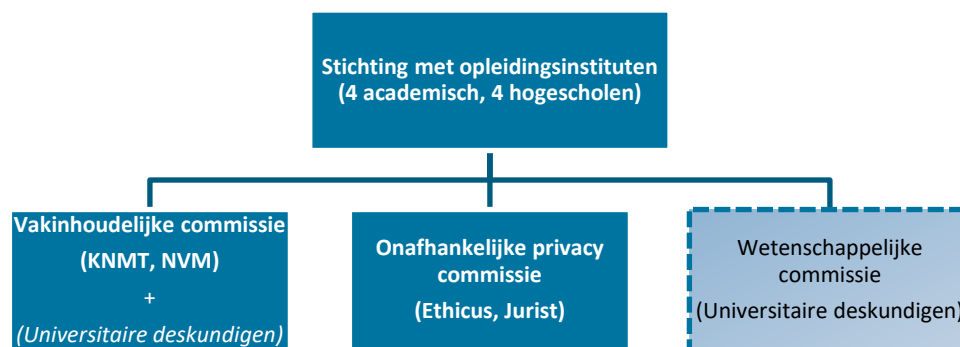 Stichting met opleidingsinstituten
(4 academisch, 4 hogescholen)
Vakinhoudelijke commissie
(KNMT, NVM)
+
(Universitaire deskundigen)
Onafhankelijke privacy
commissie
(Ethicus, Jurist)
Wetenschappelijke
commissie
(Universitaire deskundigen)